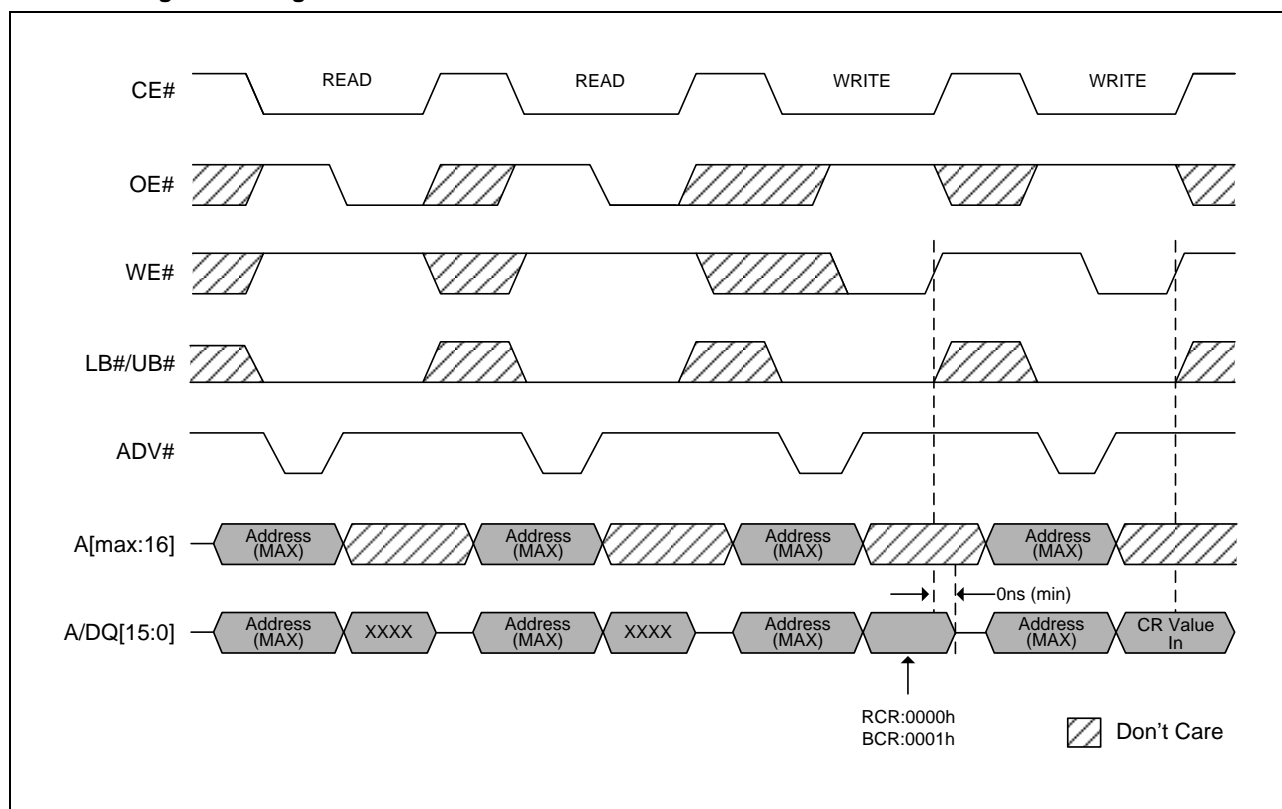 CE#
READ
READ
WRITE
WRITE
OE#
WE#
LB#/UB#
ADV#
A[max:16]
Address
(MAX)
Address
(MAX)
Address
(MAX)
Address
(MAX)
0ns (min)
A/DQ[15:0]
Address
(MAX)
XXXX
Address
(MAX)
XXXX
Address
(MAX)
Address
(MAX)
CR Value
In
RCR:0000h
BCR:0001h
Don't Care